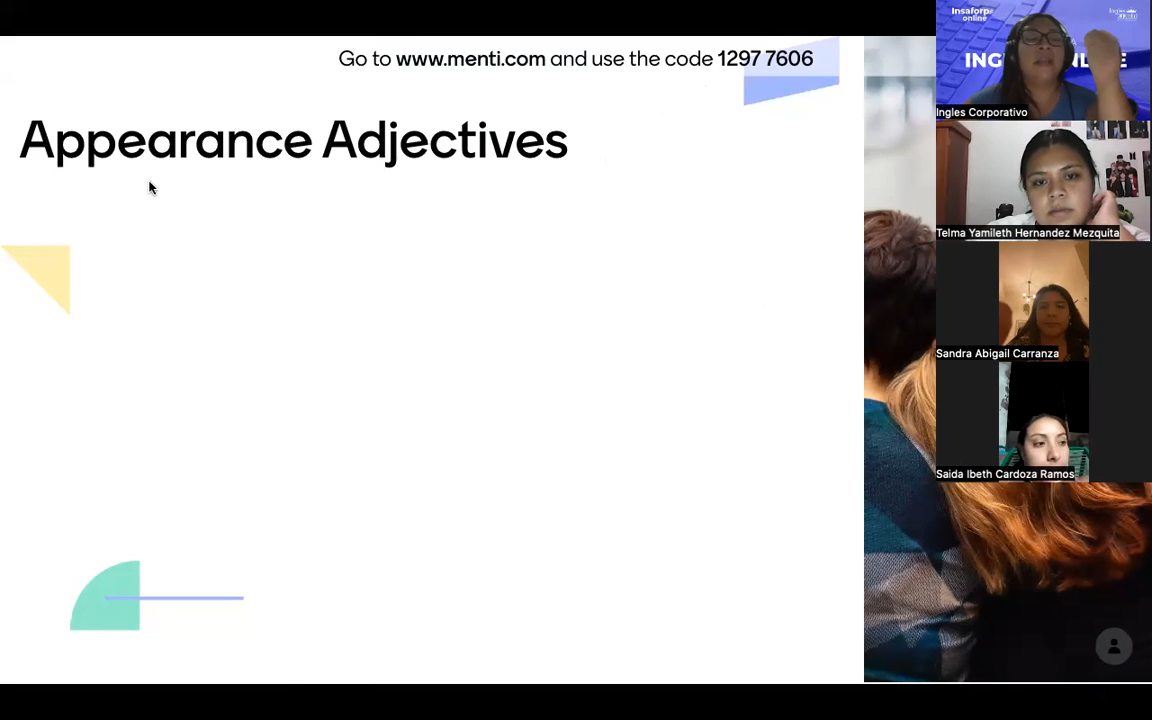 Go to www.menti.com and use the code 1297 7606
Appearance Adjectives
Insaforp
online
Ingles Corporativo
Telma Yamileth Hernandez Mezquita
Sandra Abigail Carranza
Saida Ibeth Cardoza Ramos